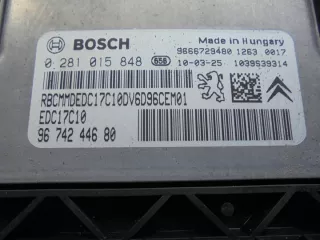 BOSCH
Made in Hungary
9666729480 1263 0017
0 281 015 848 658 10-03-25 1039S39314
RBCMMDEDC17C10DV6D96CEM01
EDC17C10
96 742 446 80